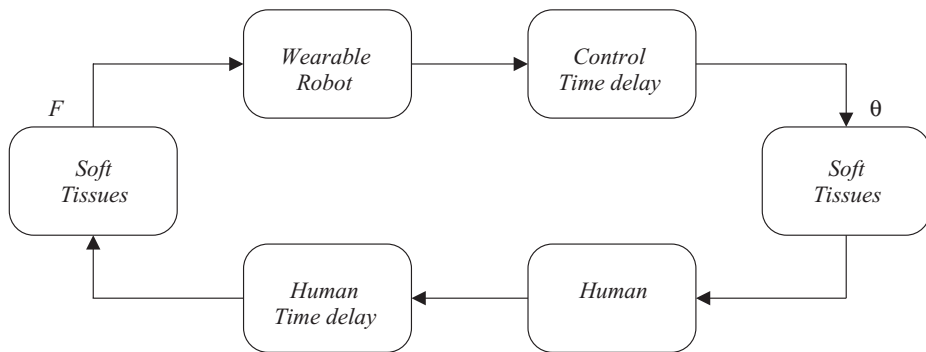 Wearable
Robot
Control
Time delay
F
θ
Soft
Tissues
Soft
Tissues
Human
Time delay
Human